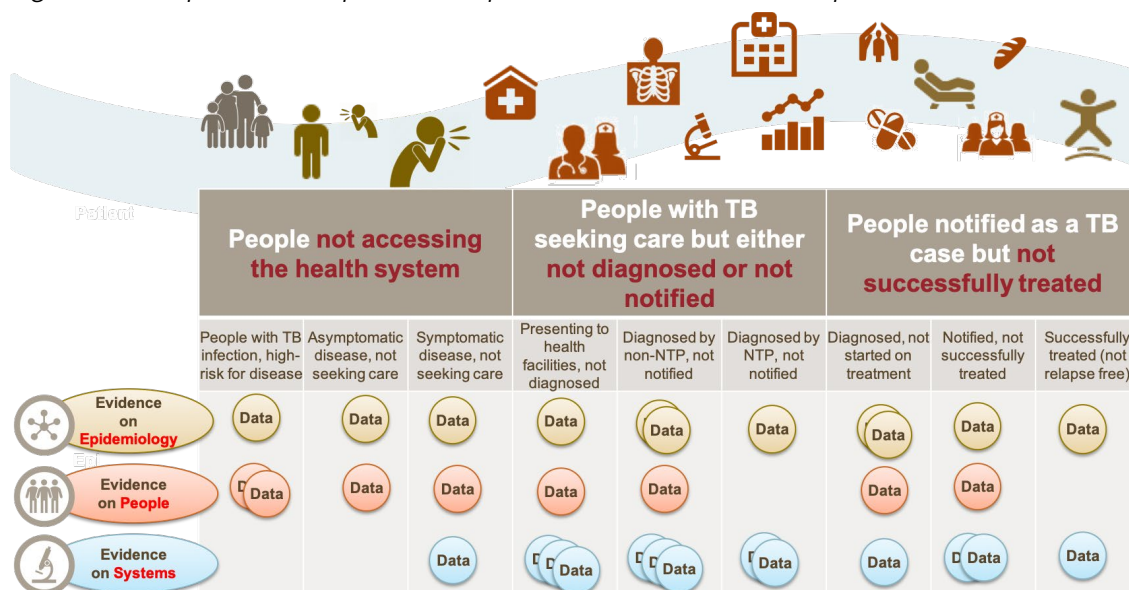 Patient
People not accessing
the health system
People with TB
seeking care but either
not diagnosed or not
notified
People notified as a TB
case but not
successfully treated
People with TB
infection, high-
risk for disease
Asymptomatic
disease, not
seeking care
Symptomatic
disease, not
seeking care
Presenting to
health
facilities, not
diagnosed
Diagnosed by
non-NTP, not
notified
Diagnosed by
NTP, not
notified
Diagnosed, not
started on
treatment
Notified, not
successfully
treated
Successfully
treated (not
relapse free)
Evidence
on
Epidemiology
Data
Data
Data
Data
Data
Data
Data
Data
Data
Evidence
on People
D
Data
Data
Data
Data
Data
Data
Data
Evidence
on Systems
Data
D
Data
D
Data
D
Data
Data
D
Data
Data